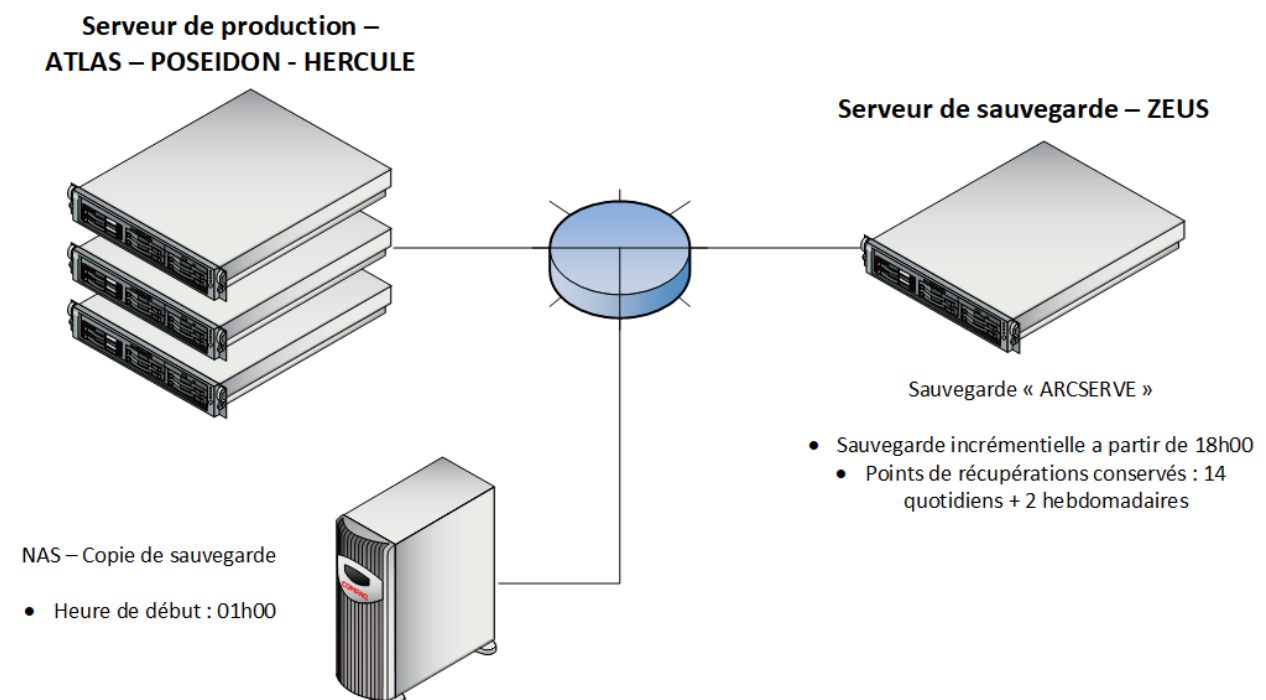 Serveur de production –
ATLAS – POSEIDON - HERCULE
Serveur de sauvegarde – ZEUS
Sauvegarde « ARCSERVE »
• Sauvegarde incrémentielle a partir de 18h00
• Points de récupérations conservés : 14
quotidiens + 2 hebdomadaires
NAS – Copie de sauvegarde
• Heure de début : 01h00
COMPAQ